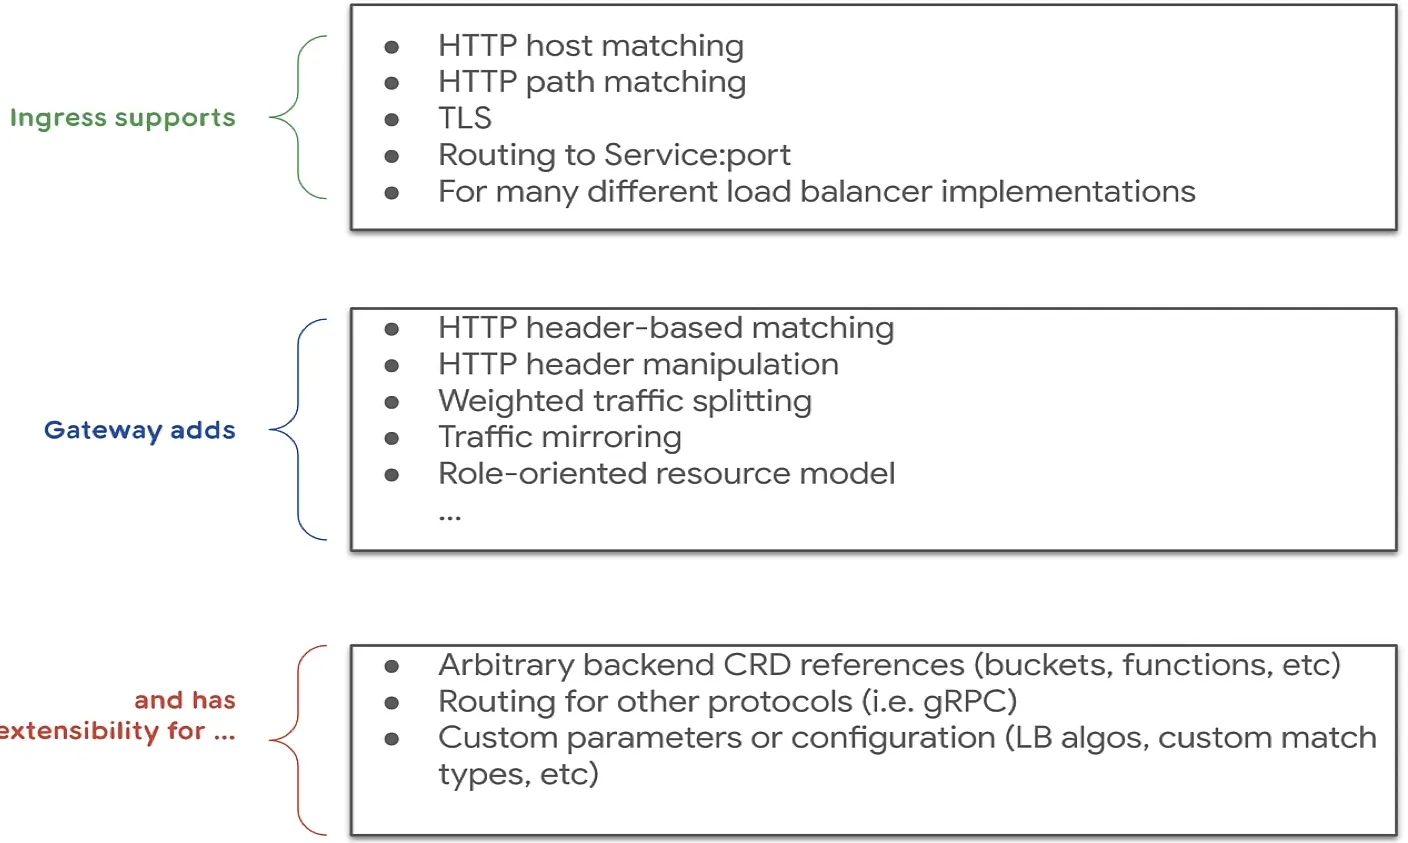 Ingress supports
● HTTP host matching
● HTTP path matching
● TLS
● Routing to Service:port
● For many different load balancer implementations
Gateway adds
● HTTP header-based matching
● HTTP header manipulation
● Weighted traffic splitting
● Traffic mirroring
● Role-oriented resource model
...
and has
extensibility for ...
● Arbitrary backend CRD references (buckets, functions, etc)
● Routing for other protocols (i.e. gRPC)
● Custom parameters or configuration (LB algos, custom match
types, etc)